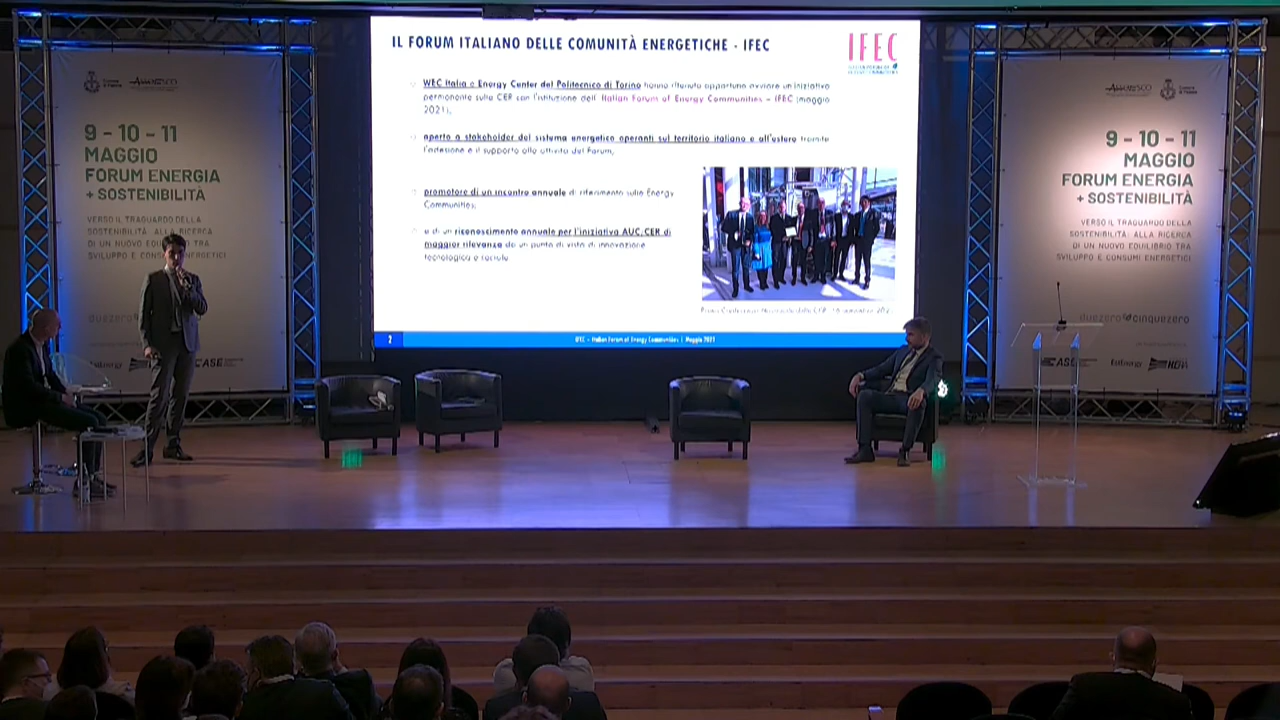 IL FORUM ITALIANO DELLE COMUNITÀ ENERGETICHE - IFEC
IFEC
WEC Italia e Energy Center del Politecnico di Torino hanno ritenuto opportuno avviare un'iniziativa
permanente sulle CER con l'istituzione dell' Italian Forum of Energy Communities – IFEC (maggio
2021),
aperto a stakeholder del sistema energetico operanti sul territorio italiano e all'estero tramite
l'adesione e il supporto alle attività del Forum,
promotore di un incontro annuale di riferimento sulle Energy
Communities,
e di un riconoscimento annuale per l'iniziativa AUC, CER di
maggior rilevanza da un punto di vista di innovazione
tecnologica e sociale
2
IFEC – Italian Forum of Energy Communities | Maggio 2023
9 - 10 - 11
MAGGIO
FORUM ENERGIA
+ SOSTENIBILITÀ
VERSO IL TRAGUARDO DELLA
SOSTENIBILITÀ: ALLA RICERCA
DI UN NUOVO EQUILIBRIO TRA
SVILUPPO E CONSUMI ENERGETICI
duezero
CASE
9 - 10 - 11
MAGGIO
FORUM ENERGIA
+ SOSTENIBILITÀ
VERSO IL TRAGUARDO DELLA
SOSTENIBILITÀ: ALLA RICERCA
DI UN NUOVO EQUILIBRIO TRA
SVILUPPO E CONSUMI ENERGETICI
duezero cinquezero